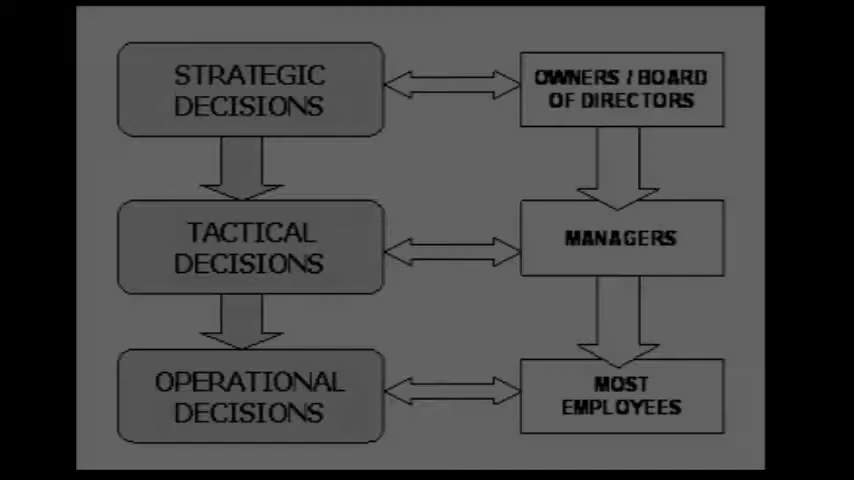 STRATEGIC
DECISIONS
OWNERS / BOARD
OF DIRECTORS
TACTICAL
DECISIONS
MANAGERS
OPERATIONAL
DECISIONS
MOST
EMPLOYEES